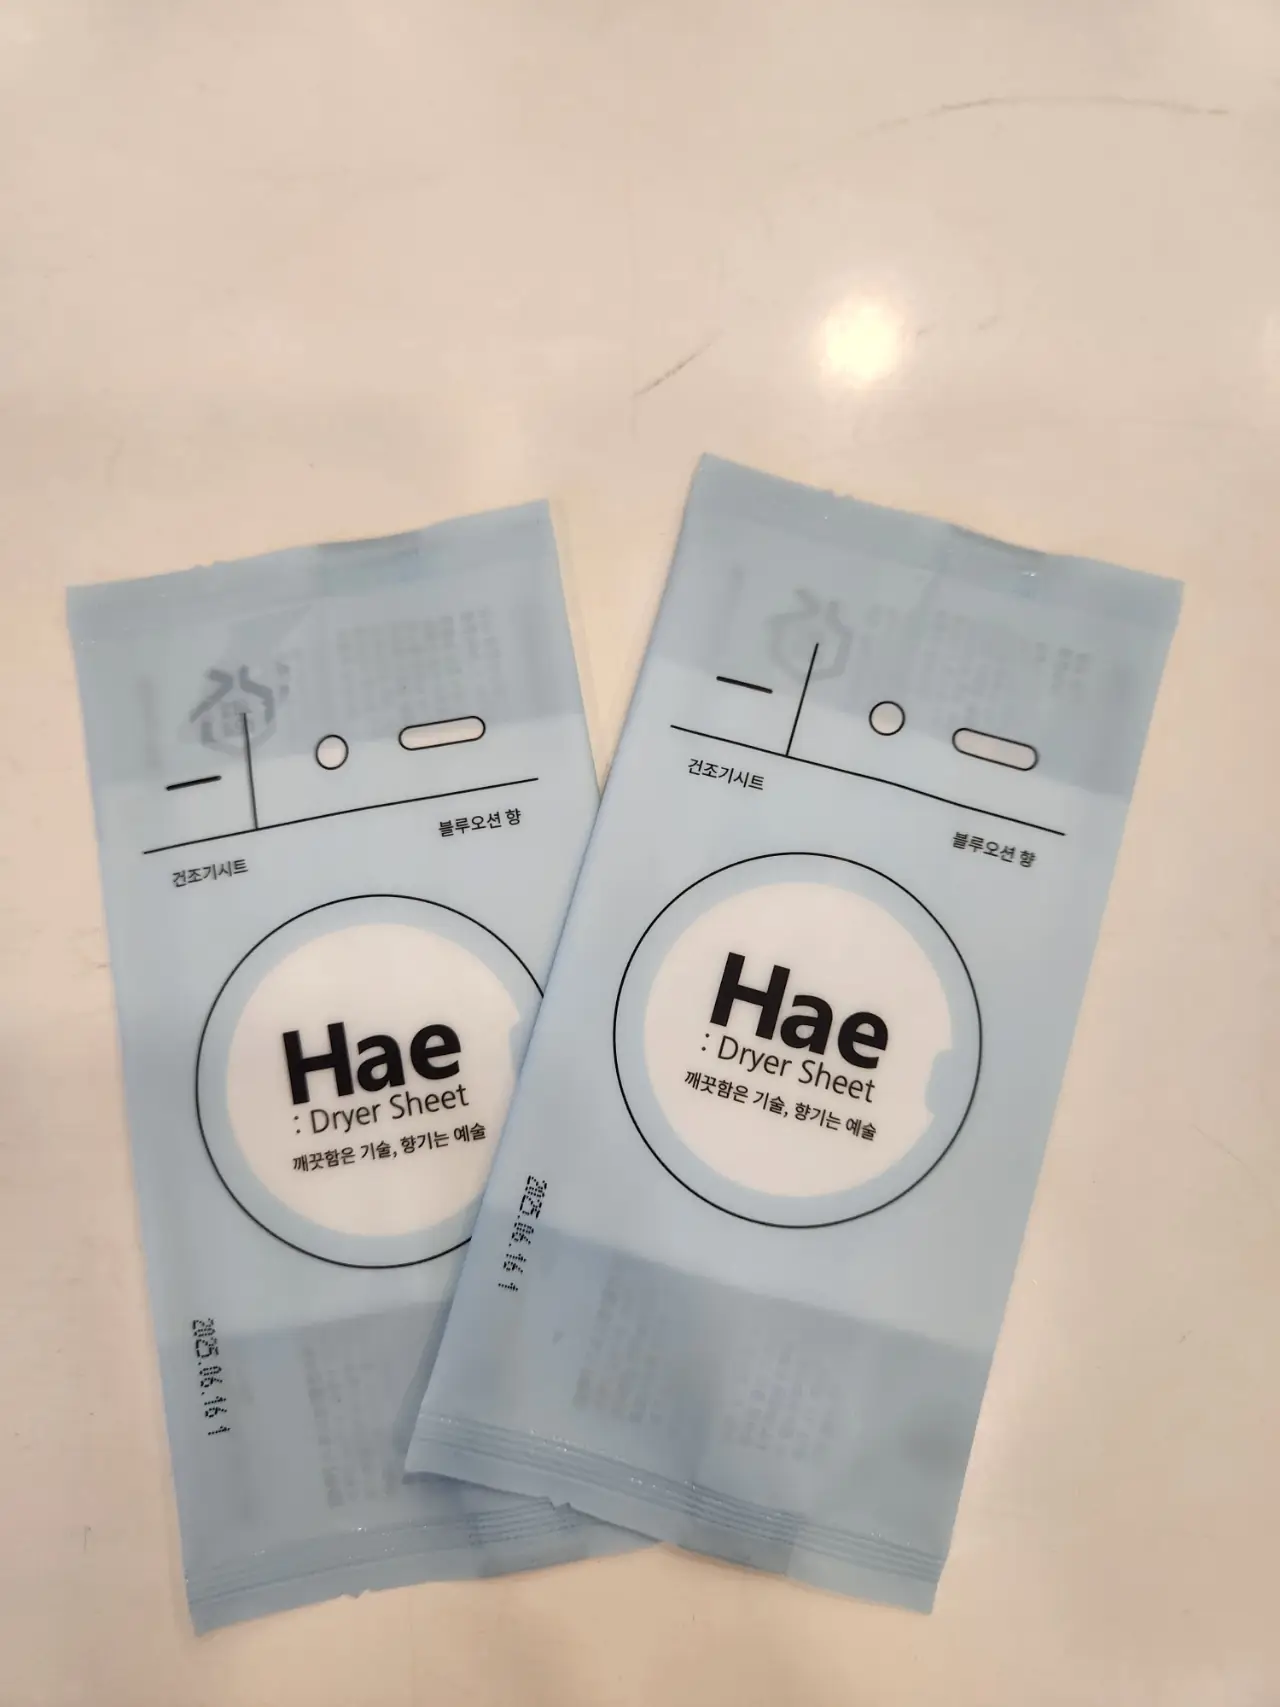 건조기시트
블루오션 향
Hae
: Dryer Sheet
깨끗함은 기술, 향기는 예술
2025.06.16 1
건조기시트
블루오션 향
Hae
: Dryer Sheet
깨끗함은 기술, 향기는 예술
2025.06.16 1